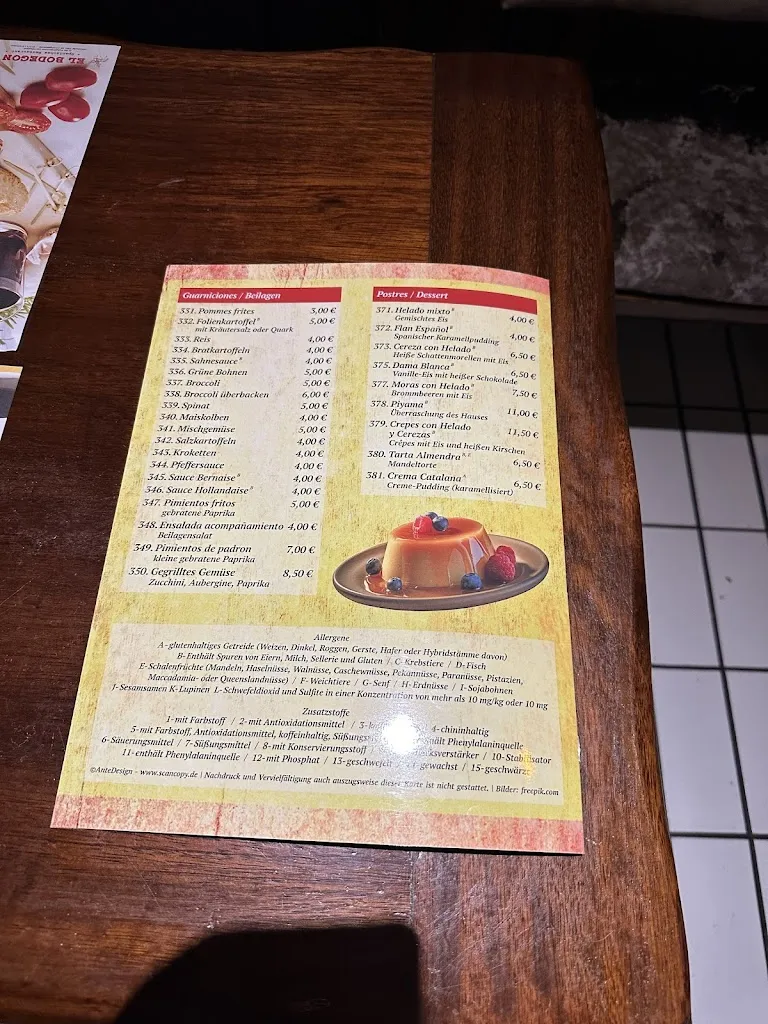 EL BODEGON
Guarniciones / Beilagen
331. Pommes frites 3,00 €
332. Folienkartoffel 5,00 €
mit Kräutersalz oder Quark
333. Reis 4,00 €
334. Bratkartoffeln 4,00 €
335. Sahnesauce 4,00 €
336. Grüne Bohnen 5,00 €
337. Broccoli 5,00 €
338. Broccoli überbacken 6,00 €
339. Spinat 5,00 €
340. Maiskolben 4,00 €
341. Mischgemüse 5,00 €
342. Salzkartoffeln 4,00 €
343. Kroketten 4,00 €
344. Pfeffersauce 4,00 €
345. Sauce Bernaise 4,00 €
346. Sauce Hollandaise 4,00 €
347. Pimientos fritos 5,00 €
gebratene Paprika
348. Ensalada acompañamiento 4,00 €
Beilagensalat
349. Pimientos de padron 7,00 €
kleine gebratene Paprika
350. Gegrilltes Gemüse 8,50 €
Zucchini, Aubergine, Paprika
Postres / Dessert
371. Helado mixto 4,00 €
Gemischtes Eis
372. Flan Español 4,00 €
Spanischer Karamellpudding
373. Cereza con Helado 6,50 €
Heiße Schattenmorellen mit Eis
375. Dama Blanca 6,50 €
Vanille-Eis mit heißer Schokolade
377. Moras con Helado 7,50 €
Brombeeren mit Eis
378. Piyama 11,00 €
Überraschung des Hauses
379. Crepes con Helado
y Cerezas 11,50 €
Crêpes mit Eis und heißen Kirschen
380. Tarta Almendra 6,50 €
Mandeltorte
381. Crema Catalana 6,50 €
Creme-Pudding (karamellisiert)
Allergene
A-glutenhaltiges Getreide (Weizen, Dinkel, Roggen, Gerste, Hafer oder Hybridstämme davon)
B-Enthält Spuren von Eiern, Milch, Sellerie und Gluten / C-Krebstiere / D-Fisch
E-Schalenfrüchte (Mandeln, Haselnüsse, Walnüsse, Caschewnüsse, Pekannüsse, Paranüsse, Pistazien,
Maccadamia- oder Queenslandnüsse) / F-Weichtiere / G-Senf / H-Erdnüsse / I-Sojabohnen
J-Sesamsamen K-Lupinen L-Schwefeldioxid und Sulfite in einer Konzentration von mehr als 10 mg/kg oder 10 mg
Zusatzstoffe
1-mit Farbstoff / 2-mit Antioxidationsmittel / 4-chininhaltig
5-mit Farbstoff, Antioxidationsmittel, koffeinhaltig, Phenylalaninquelle
6-Säuerungsmittel / 7-Süßungsmittel / 8-mit Konservierungsstoff / 10-Stabilisator
11-enthält Phenylalaninquelle / 12-mit Phosphat / 13-geschwefelt gewachst / 15-geschwärzt
©AnteDesign - www.scancopy.de | Nachdruck und Vervielfältigung auch auszugsweise dieser Karte ist nicht gestattet. | Bilder: freepik.com